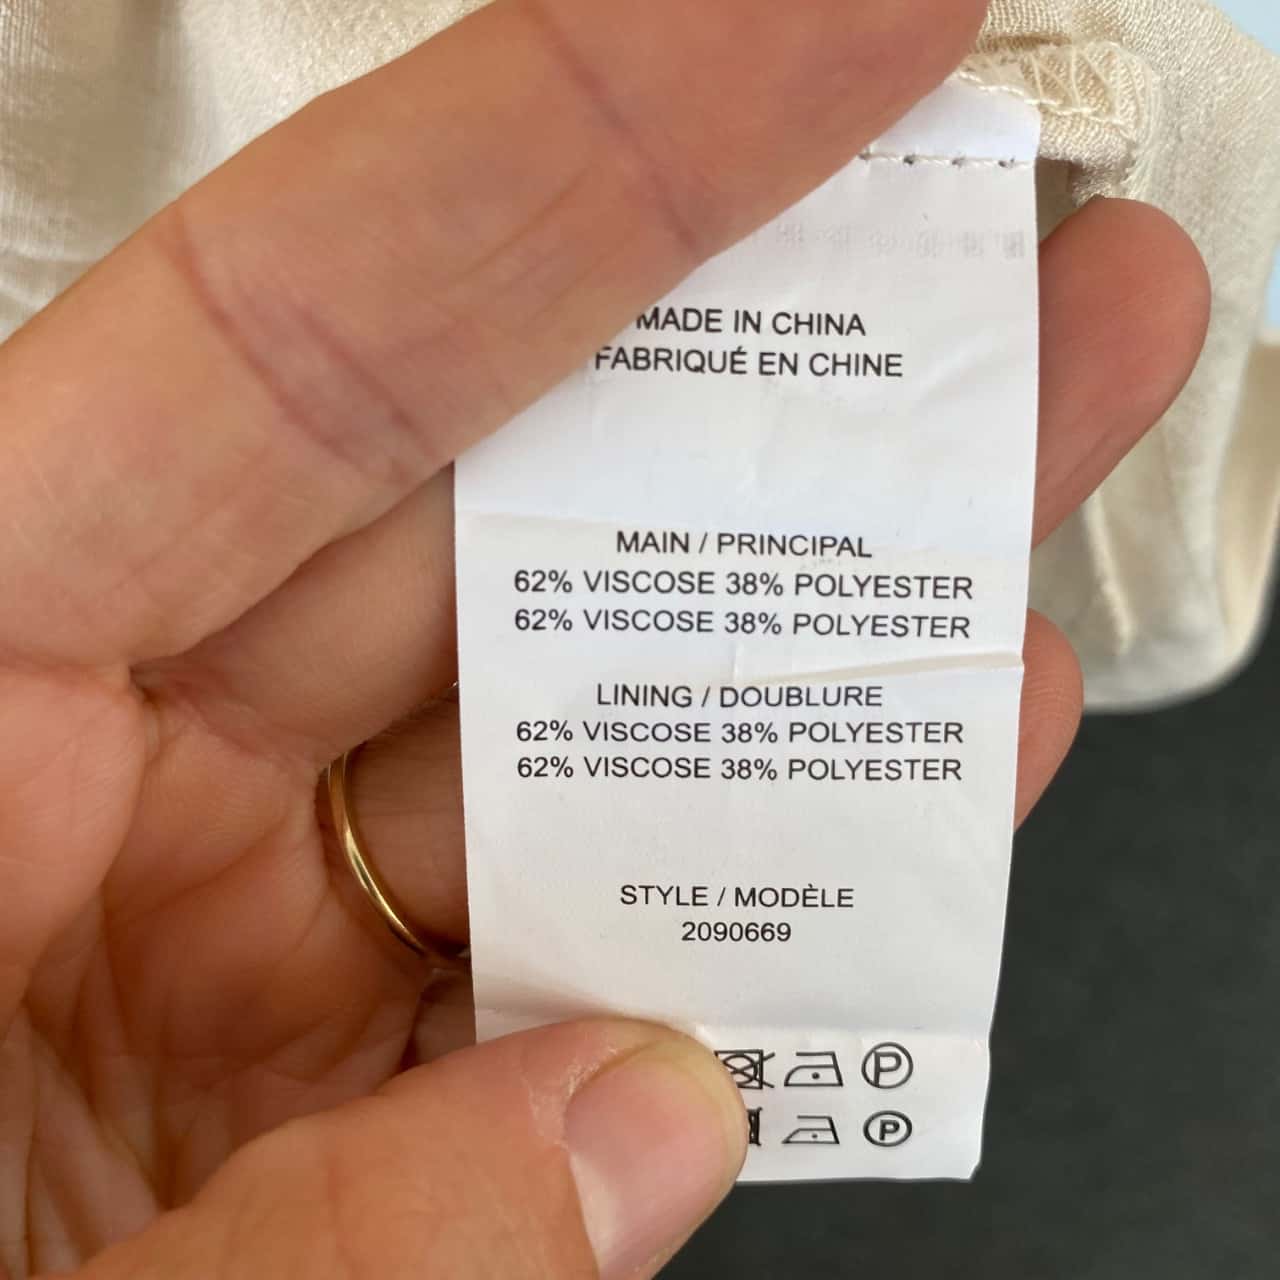 MADE IN CHINA
FABRIQUÉ EN CHINE
MAIN / PRINCIPAL
62% VISCOSE 38% POLYESTER
62% VISCOSE 38% POLYESTER
LINING / DOUBLURE
62% VISCOSE 38% POLYESTER
62% VISCOSE 38% POLYESTER
STYLE / MODÈLE
2090669
P
P